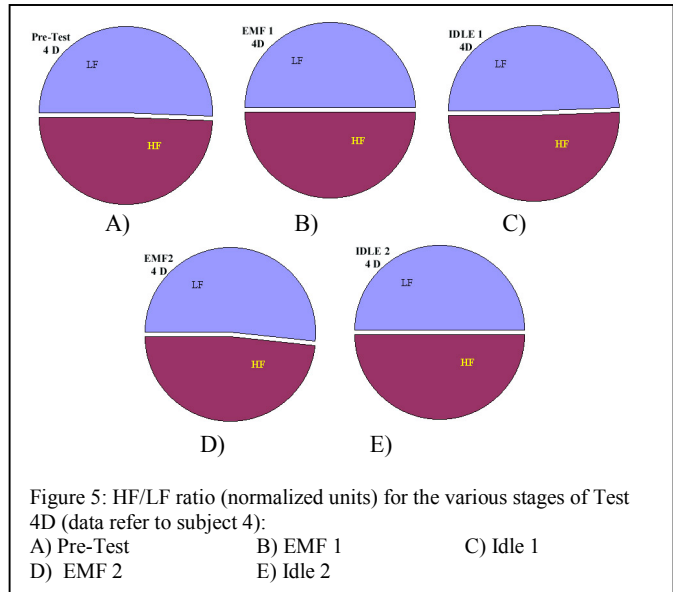 Pre-Test
4 D
LF
HF
A)
EMF 1
4 D
LF
HF
B)
IDLE 1
4D
LF
HF
C)
EMF2
4 D
LF
HF
D)
IDLE 2
4 D
LF
HF
E)
Figure 5: HF/LF ratio (normalized units) for the various stages of Test
4D (data refer to subject 4):
A) Pre-Test B) EMF 1 C) Idle 1
D) EMF 2 E) Idle 2